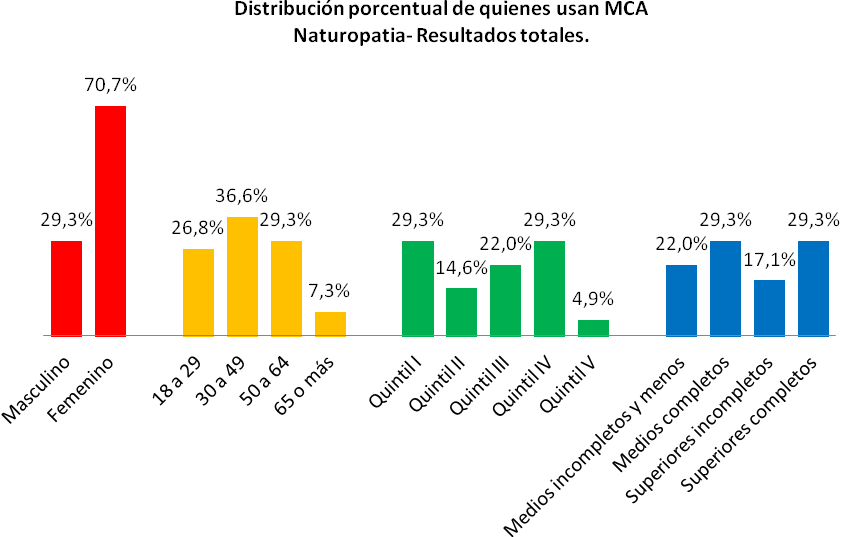 Distribución porcentual de quienes usan MCA
Naturopatia- Resultados totales.
29,3%
70,7%
26,8%
36,6%
29,3%
7,3%
29,3%
14,6%
22,0%
29,3%
4,9%
22,0%
29,3%
17,1%
29,3%
Masculino
Femenino
18 a 29
30 a 49
50 a 64
65 o más
Quintil I
Quintil II
Quintil III
Quintil IV
Quintil V
Medios incompletos y menos
Medios completos
Superiores incompletos
Superiores completos